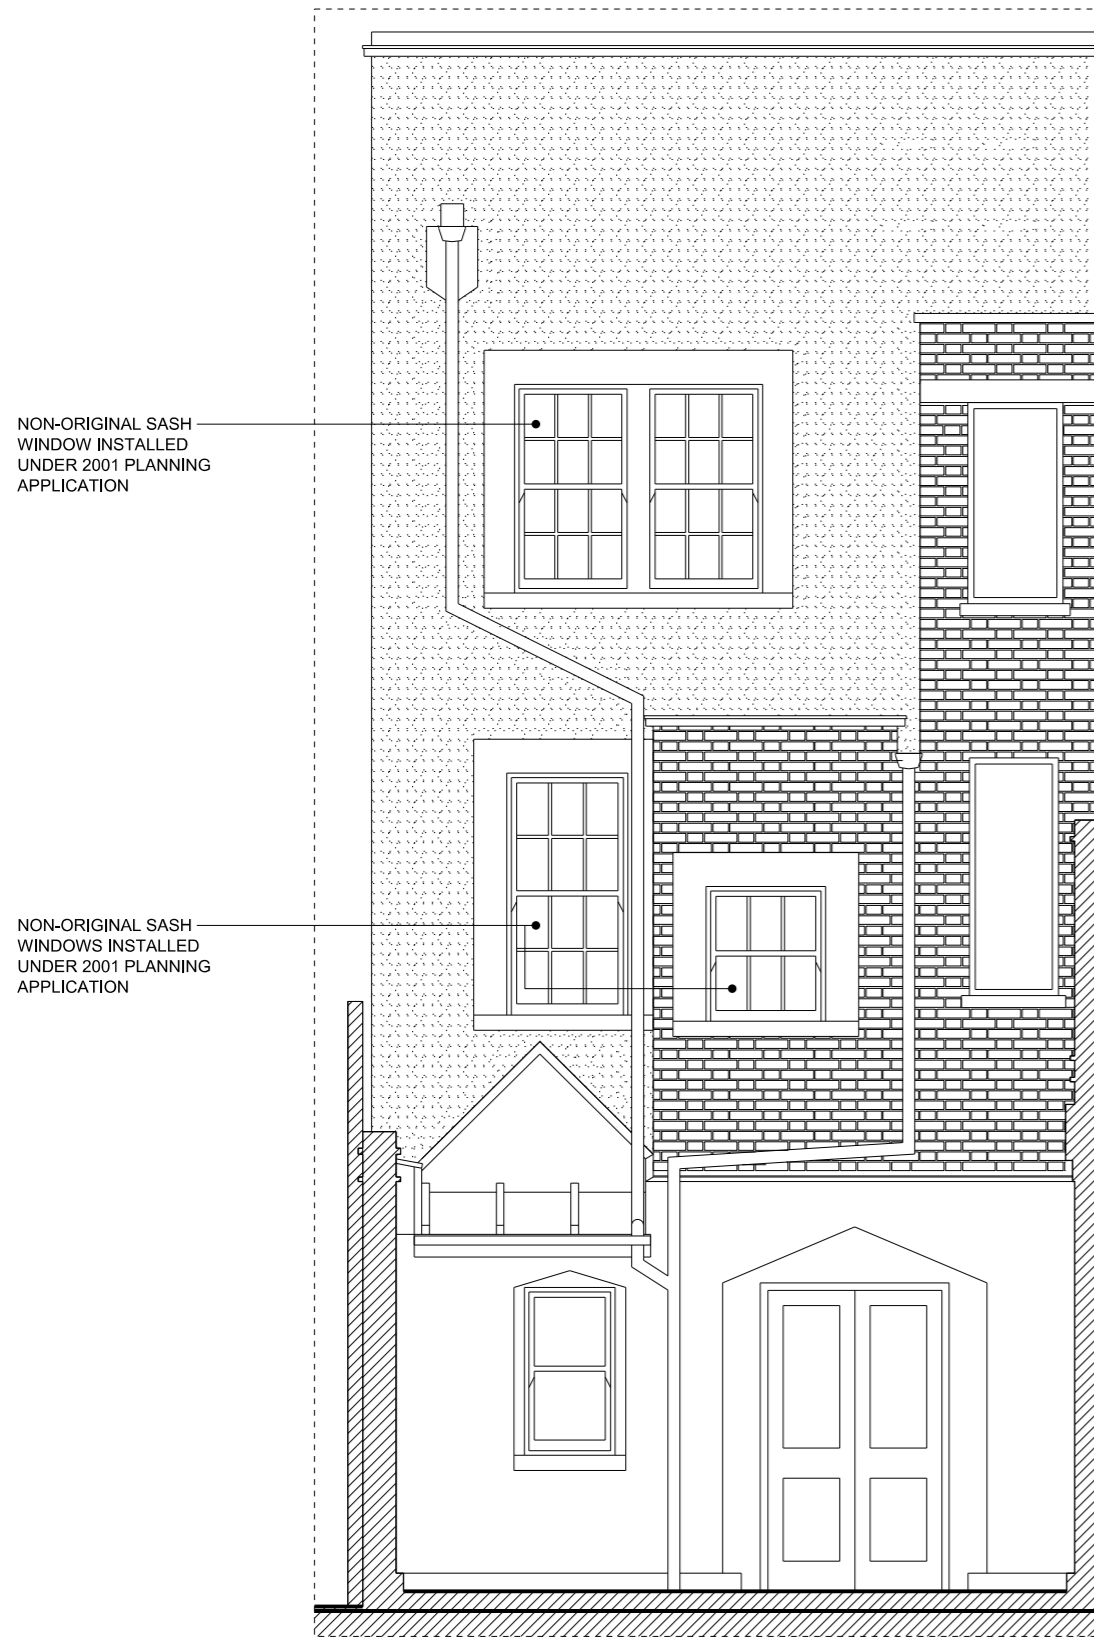 NON-ORIGINAL SASH
WINDOW INSTALLED
UNDER 2001 PLANNING
APPLICATION
NON-ORIGINAL SASH
WINDOWS INSTALLED
UNDER 2001 PLANNING
APPLICATION